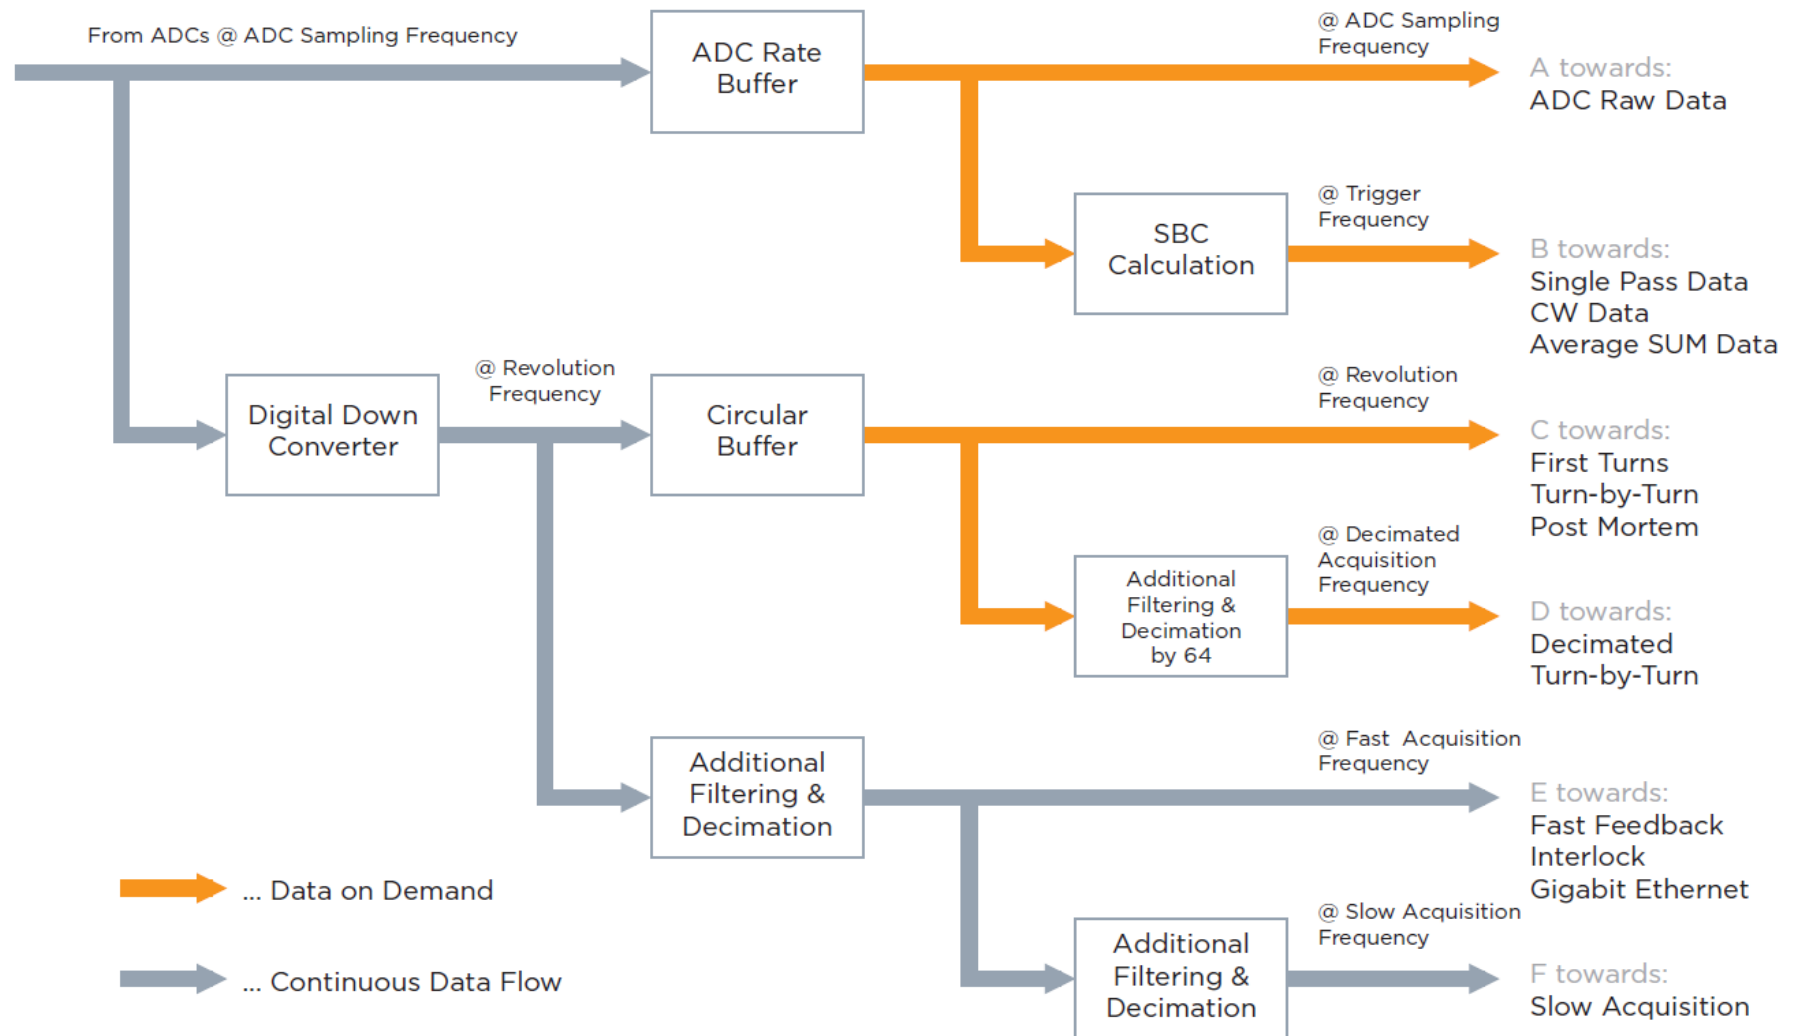 From ADCs @ ADC Sampling Frequency
ADC Rate
Buffer
@ ADC Sampling
Frequency
A towards:
ADC Raw Data
SBC
Calculation
@ Trigger
Frequency
B towards:
Single Pass Data
CW Data
Average SUM Data
Digital Down
Converter
@ Revolution
Frequency
Circular
Buffer
@ Revolution
Frequency
C towards:
First Turns
Turn-by-Turn
Post Mortem
Additional
Filtering &
Decimation
by 64
@ Decimated
Acquisition
Frequency
D towards:
Decimated
Turn-by-Turn
Additional
Filtering &
Decimation
@ Fast Acquisition
Frequency
E towards:
Fast Feedback
Interlock
Gigabit Ethernet
Additional
Filtering &
Decimation
@ Slow Acquisition
Frequency
F towards:
Slow Acquisition
... Data on Demand
... Continuous Data Flow